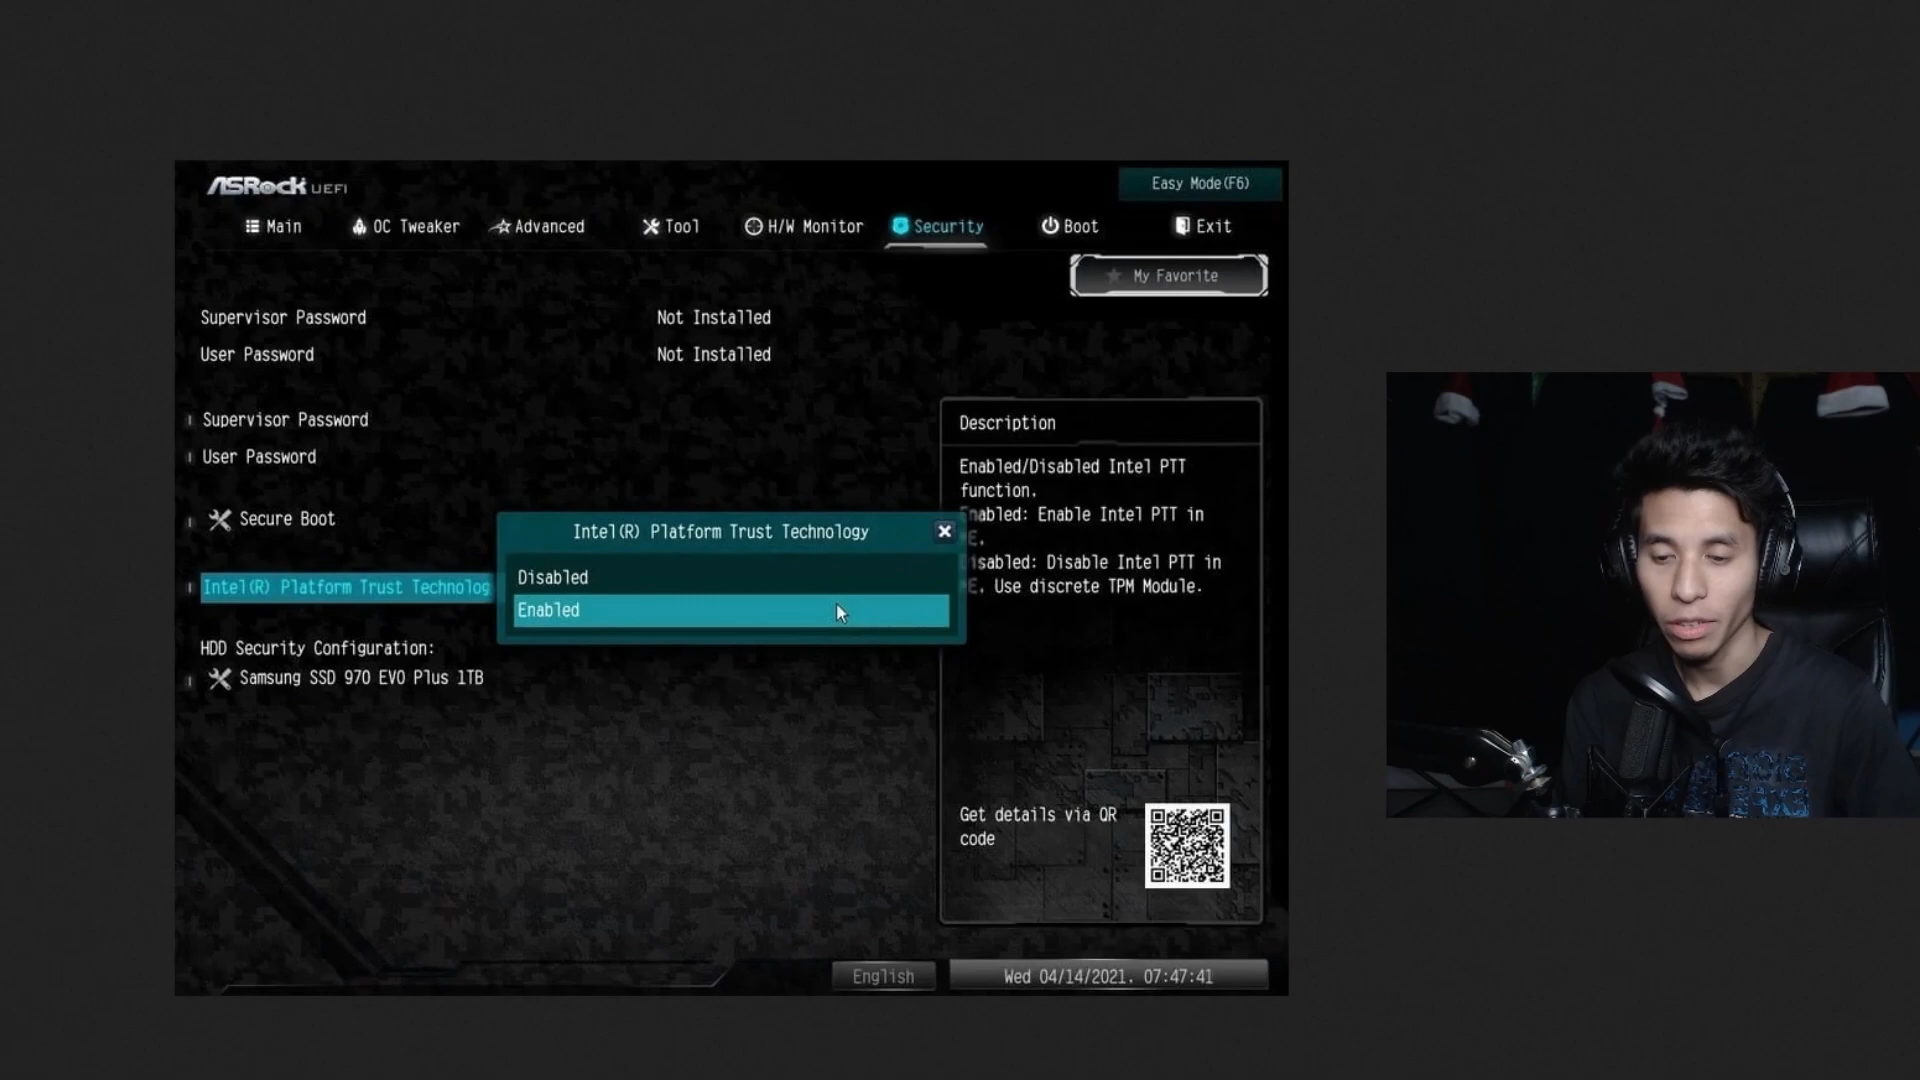 ASRock UEFI
Easy Mode(F6)
Main OC Tweaker Advanced Tool H/W Monitor Security Boot Exit
My Favorite
Supervisor Password Not Installed
User Password Not Installed
Supervisor Password
User Password
Secure Boot
Intel(R) Platform Trust Technolog
HDD Security Configuration:
Samsung SSD 970 EVO Plus 1TB
Intel(R) Platform Trust Technology
Disabled
Enabled
Description
Enabled/Disabled Intel PTT
function.
nabled: Enable Intel PTT in
E.
isabled: Disable Intel PTT in
E. Use discrete TPM Module.
Get details via QR
code
English
Wed 04/14/2021. 07:47:41